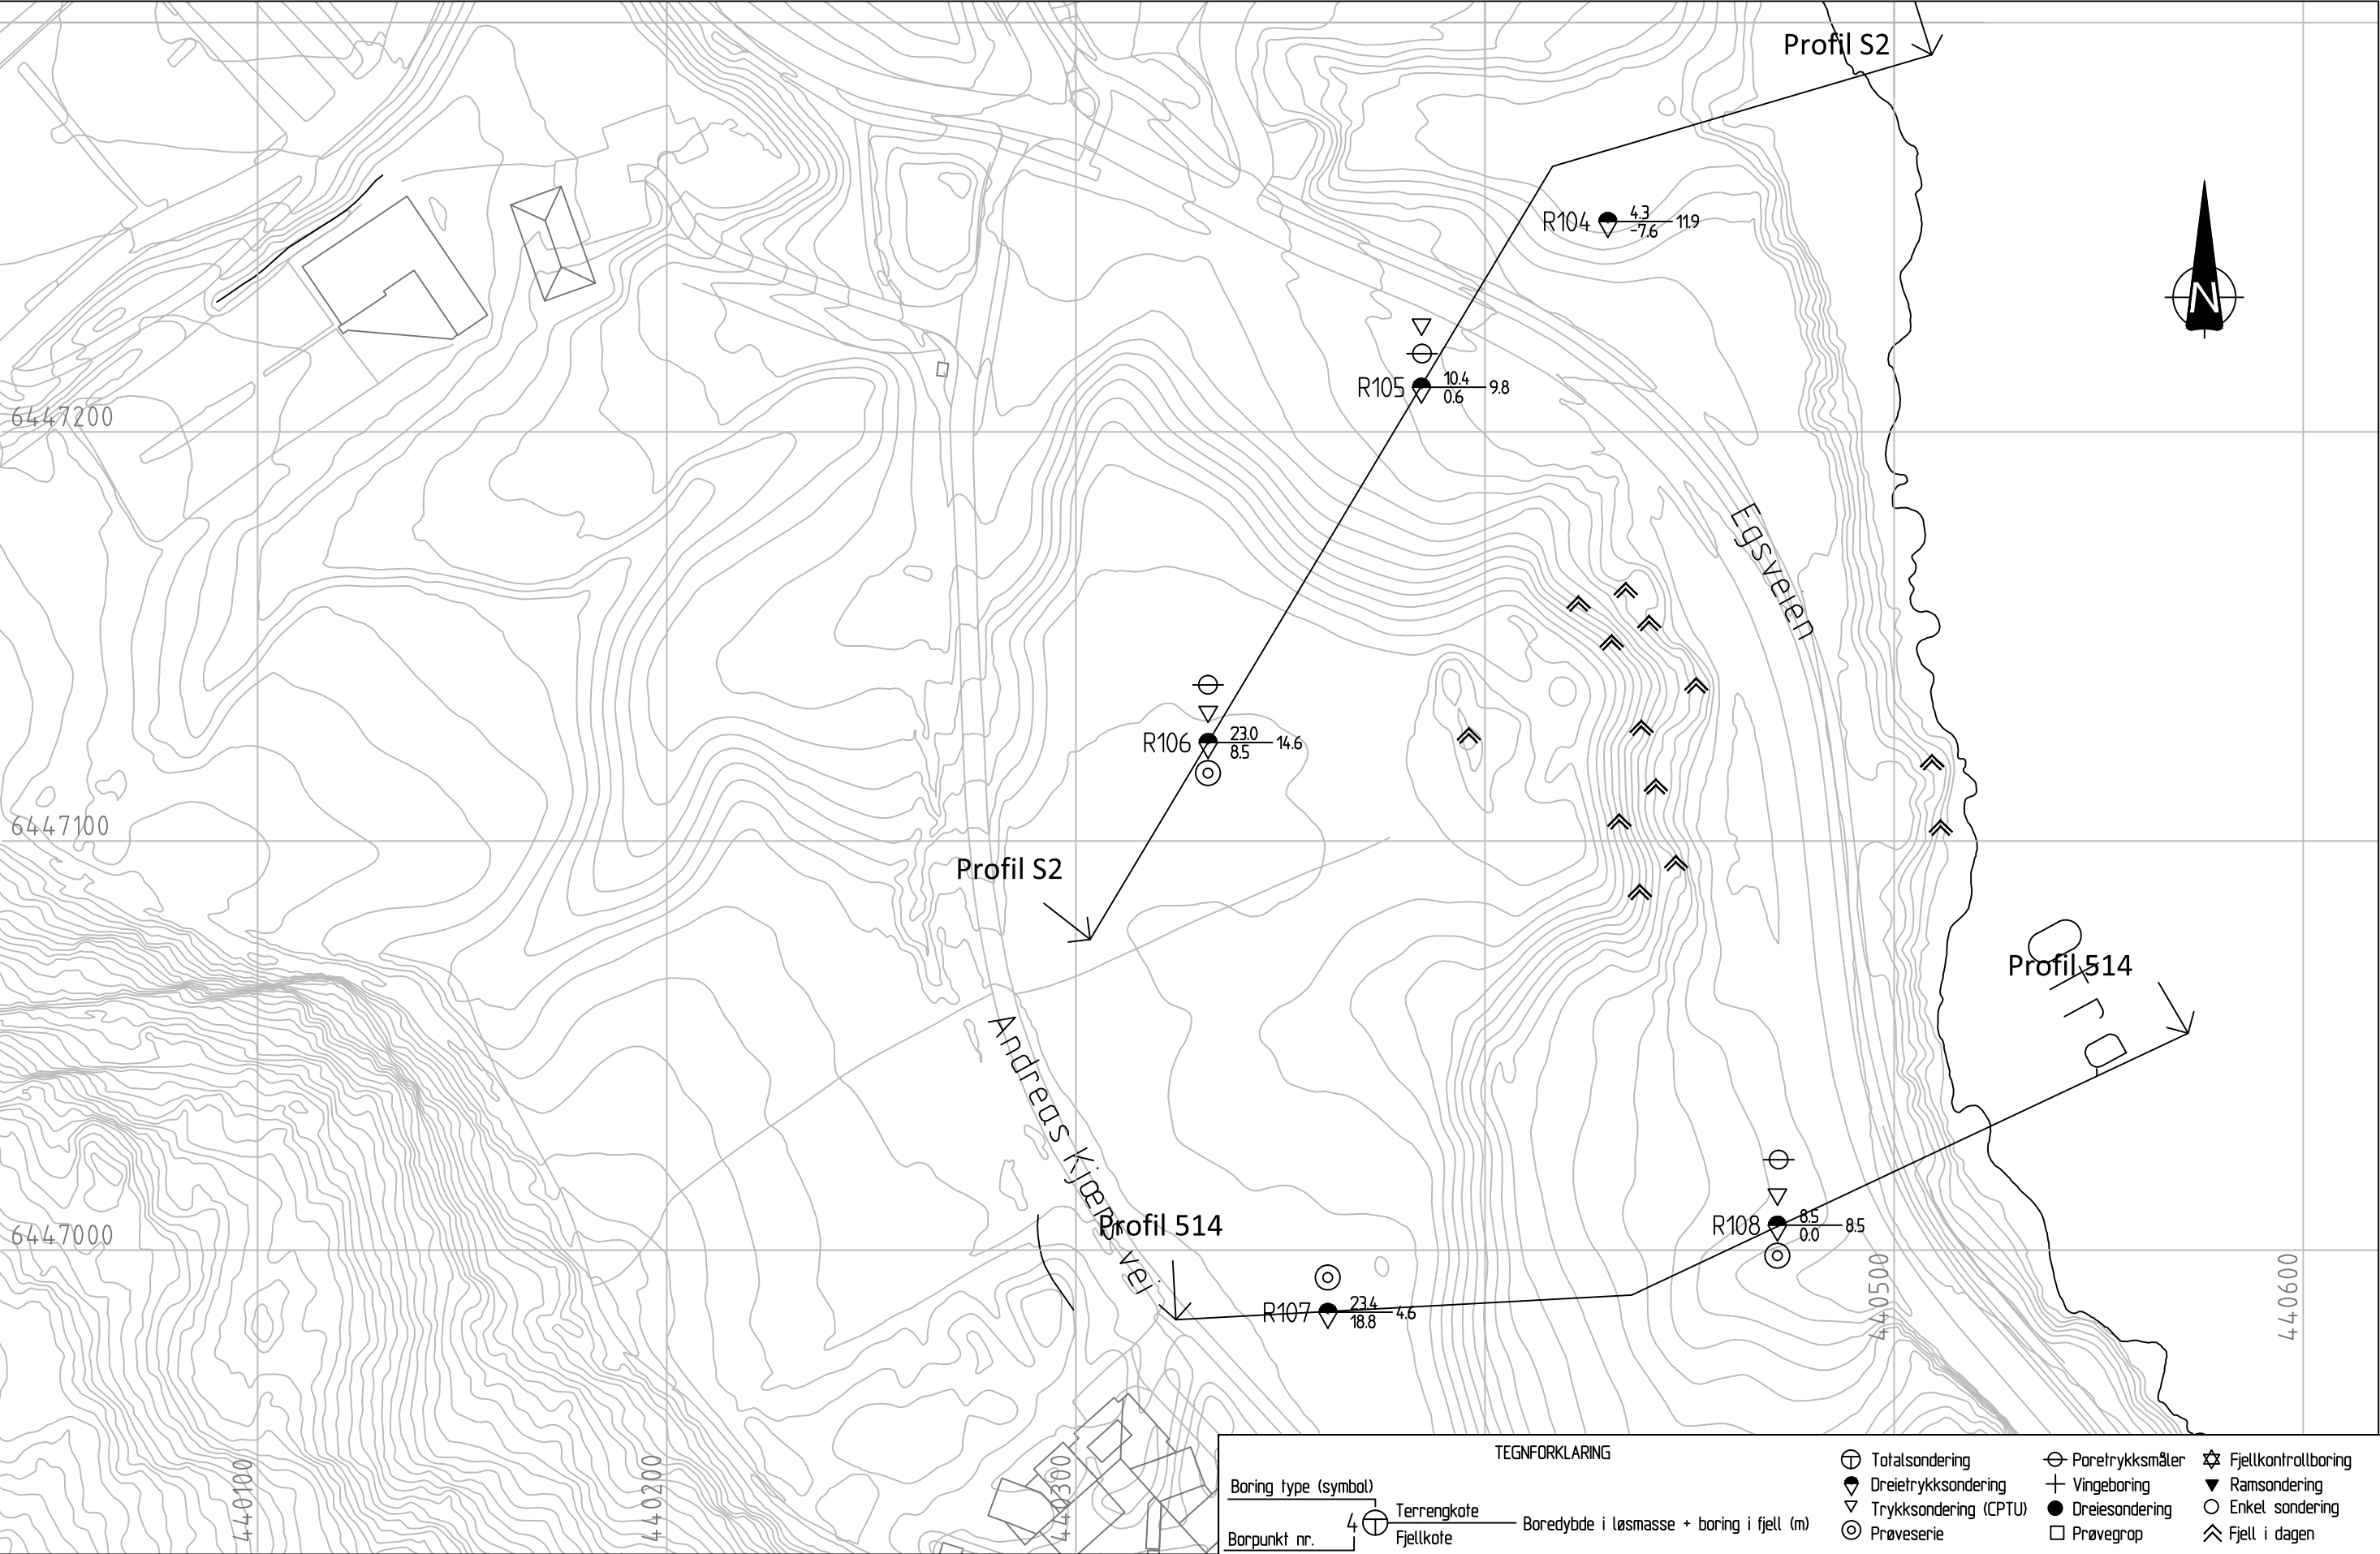 Profil S2
N
R104 4.3 11.9
-7.6
R105 10.4 9.8
0.6
6447200
Egsveien
R106 23.0 14.6
8.5
6447100
Profil S2
Otra
Profil 514
Andreas Kjærs vei
Profil 514
6447000
R108 8.5 8.5
0.0
R107 23.4 4.6
18.8
440500
440600
440100
440200
440300
TEGNFORKLARING
Boring type (symbol)
Borpunkt nr. 4
Terrengkote
Fjellkote
Boredybde i løsmasse + boring i fjell (m)
Totalsondering
Dreietrykksondering
Trykksondering (CPTU)
Prøveserie
Poretrykksmåler
Vingeboring
Dreiesondering
Prøvegrop
Fjellkontrollboring
Ramsondering
Enkel sondering
Fjell i dagen